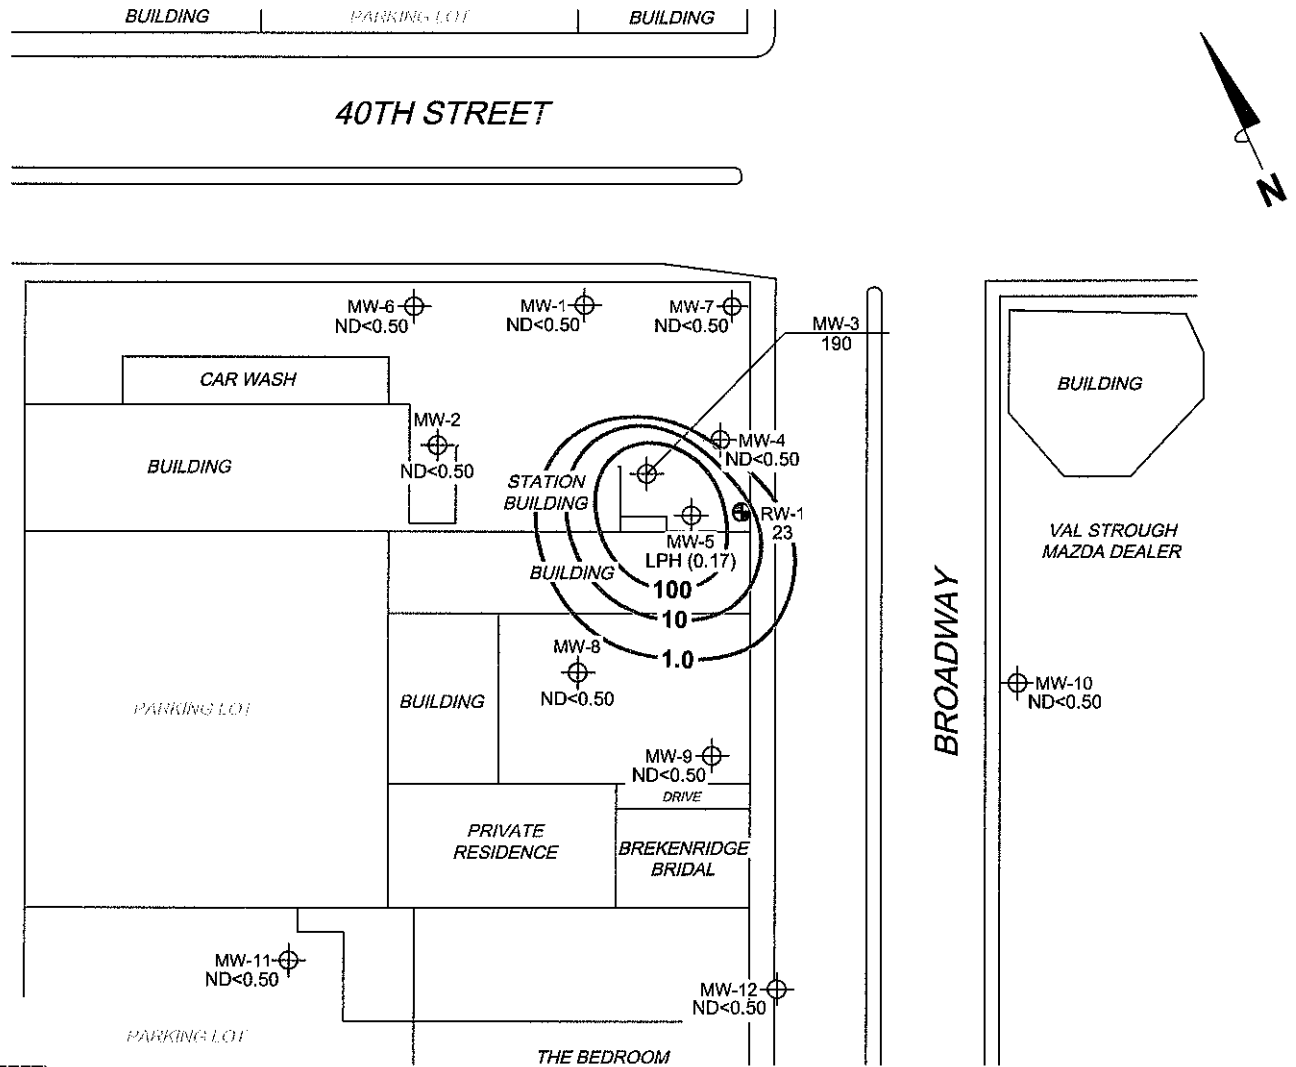 BUILDING
PARKING LOT
BUILDING
40TH STREET
N
MW-6
ND<0.50
MW-1
ND<0.50
MW-7
ND<0.50
MW-3
190
CAR WASH
BUILDING
MW-2
ND<0.50
MW-4
ND<0.50
BUILDING
STATION
BUILDING
RW-1
23
MW-5
LPH (0.17)
VAL STROUGH
MAZDA DEALER
BUILDING
100
10
1.0
BROADWAY
MW-8
ND<0.50
MW-10
ND<0.50
PARKING LOT
BUILDING
MW-9
ND<0.50
DRIVE
PRIVATE
RESIDENCE
BREKENRIDGE
BRIDAL
MW-11
ND<0.50
MW-12
ND<0.50
PARKING LOT
THE BEDROOM